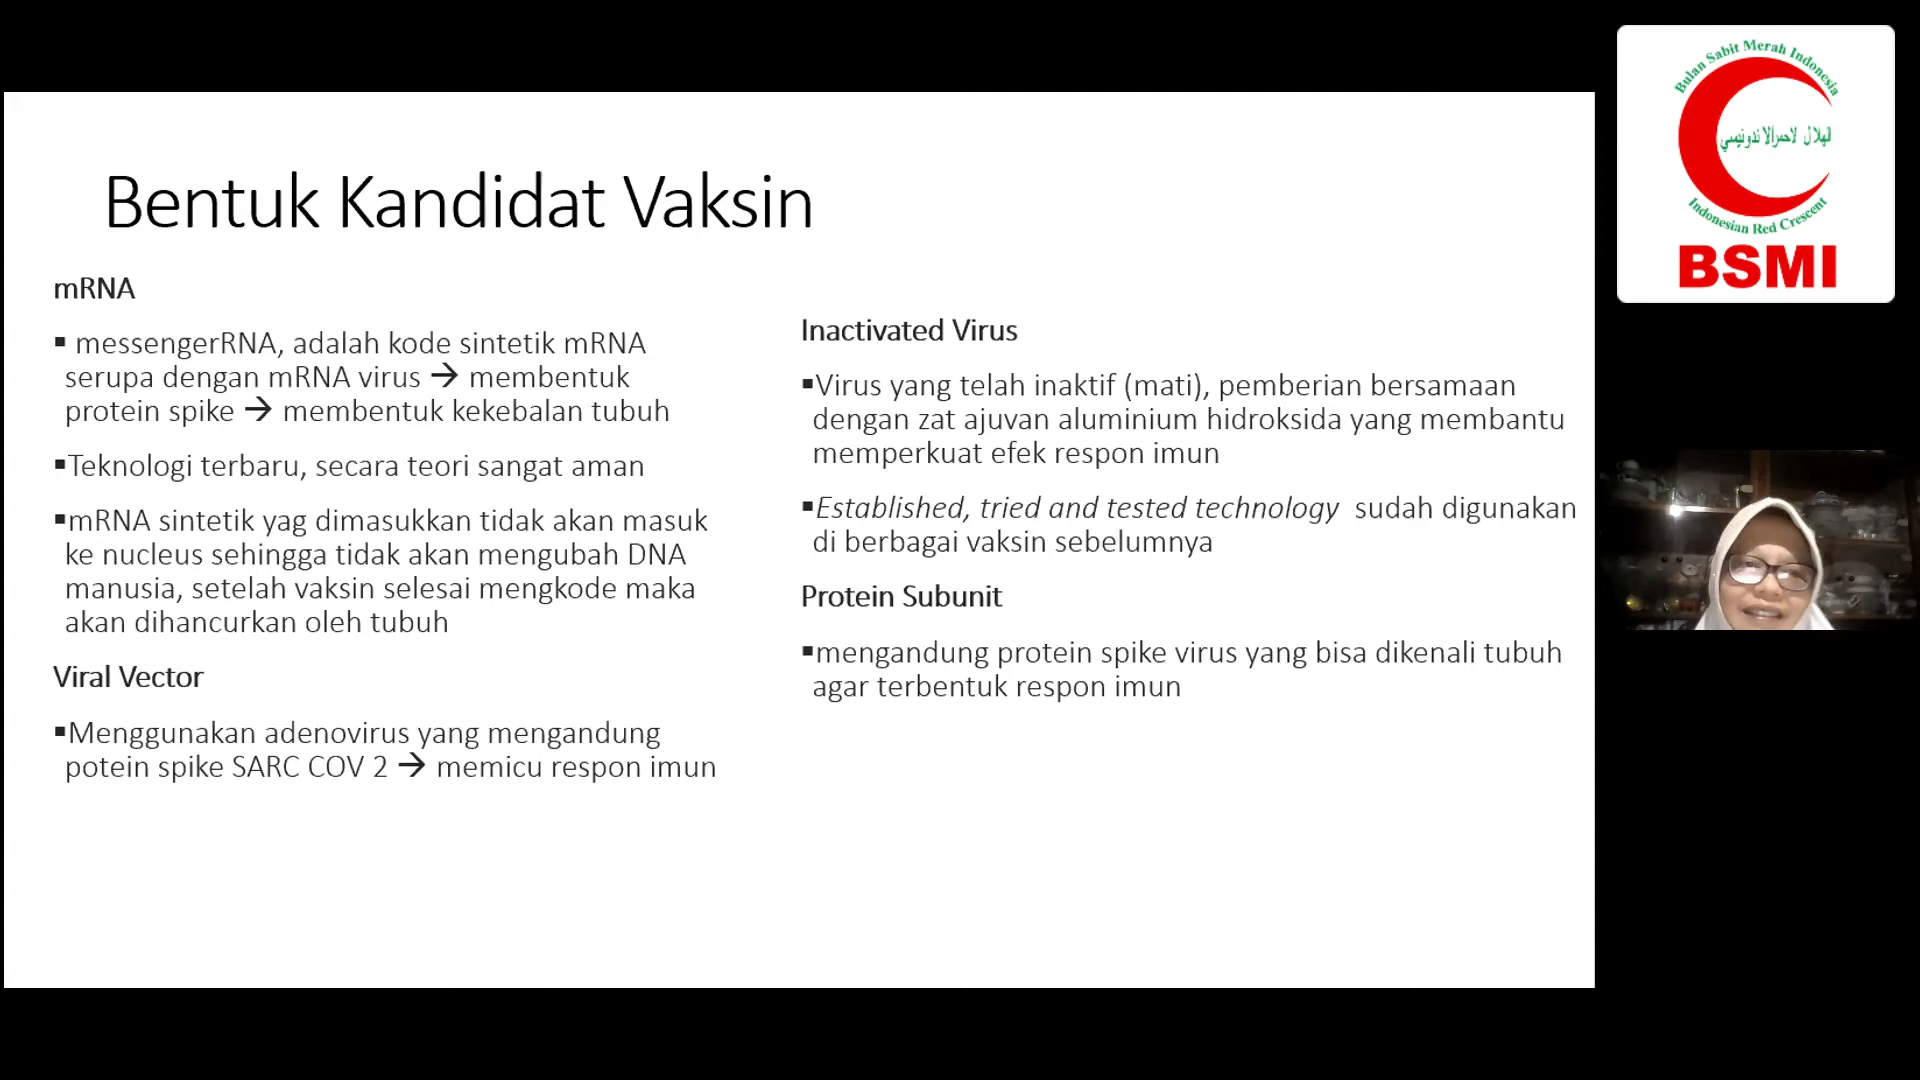 Bentuk Kandidat Vaksin
mRNA
▪ messengerRNA, adalah kode sintetik mRNA
serupa dengan mRNA virus → membentuk
protein spike → membentuk kekebalan tubuh
▪Teknologi terbaru, secara teori sangat aman
▪mRNA sintetik yag dimasukkan tidak akan masuk
ke nucleus sehingga tidak akan mengubah DNA
manusia, setelah vaksin selesai mengkode maka
akan dihancurkan oleh tubuh
Viral Vector
▪Menggunakan adenovirus yang mengandung
potein spike SARC COV 2 → memicu respon imun
Inactivated Virus
▪Virus yang telah inaktif (mati), pemberian bersamaan
dengan zat ajuvan aluminium hidroksida yang membantu
memperkuat efek respon imun
▪Established, tried and tested technology sudah digunakan
di berbagai vaksin sebelumnya
Protein Subunit
▪mengandung protein spike virus yang bisa dikenali tubuh
agar terbentuk respon imun
Bulan Sabit Merah Indonesia
الهلال لاحمرالاندونيسي
Indonesian Red Crescent
BSMI